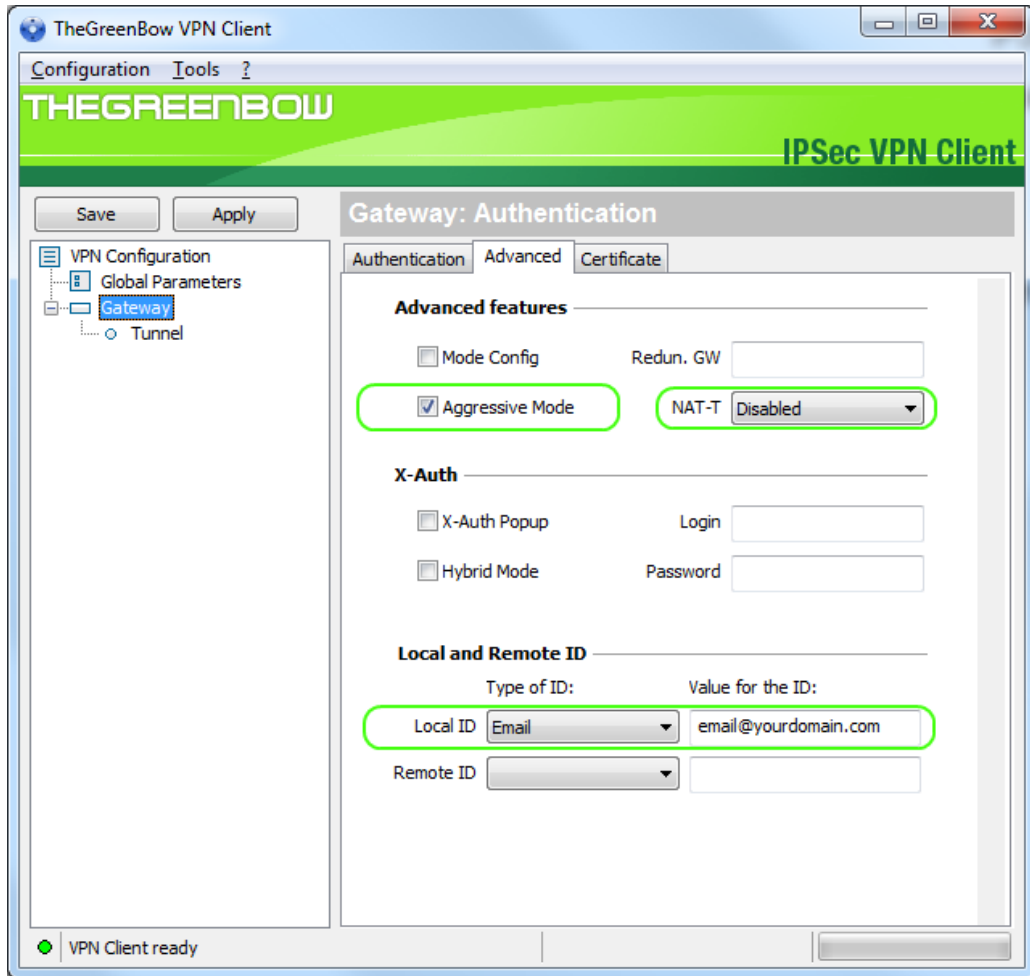 TheGreenBow VPN Client
Configuration Tools ?
THEGREENBOW
IPSec VPN Client
Save Apply
Gateway: Authentication
VPN Configuration
Global Parameters
Gateway
Tunnel
Authentication Advanced Certificate
Advanced features
Mode Config Redun. GW
Aggressive Mode NAT-T Disabled
X-Auth
X-Auth Popup Login
Hybrid Mode Password
Local and Remote ID
Type of ID: Value for the ID:
Local ID Email email@yourdomain.com
Remote ID
VPN Client ready